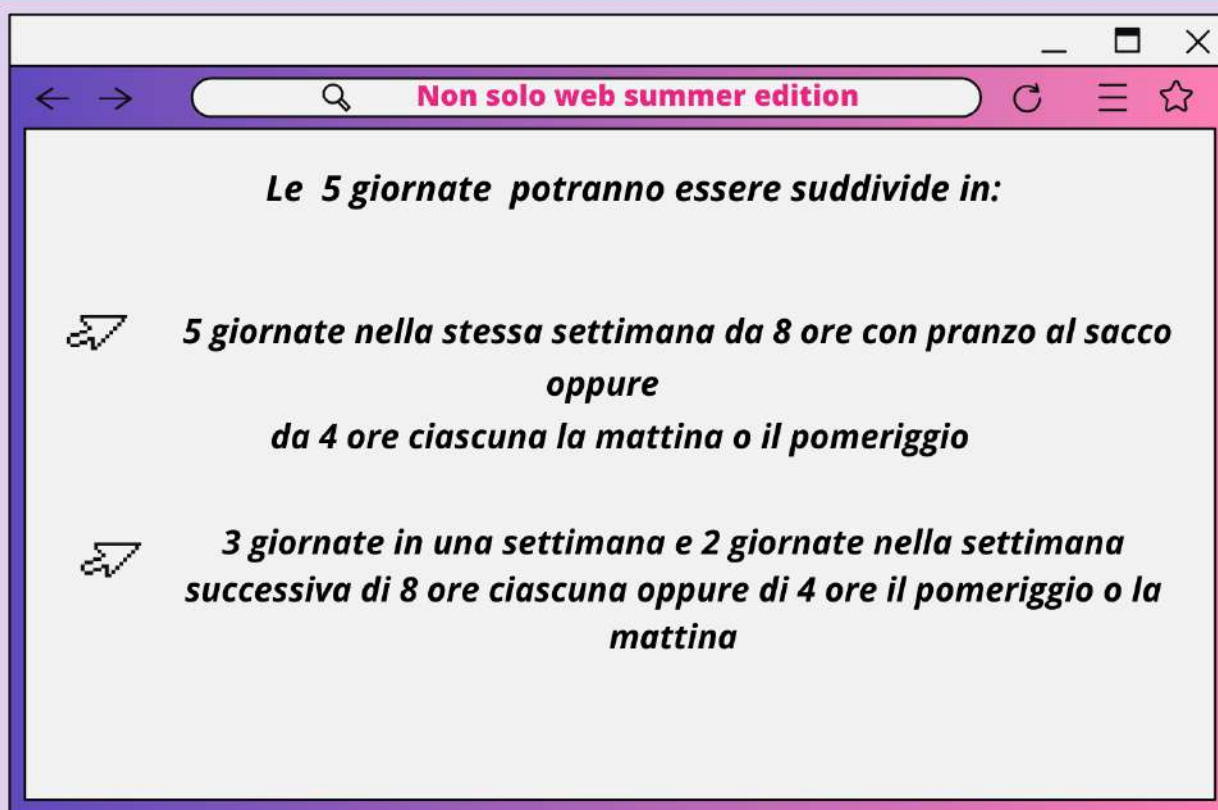 Non solo web summer edition
Le 5 giornate potranno essere suddivide in:
5 giornate nella stessa settimana da 8 ore con pranzo al sacco
oppure
da 4 ore ciascuna la mattina o il pomeriggio
3 giornate in una settimana e 2 giornate nella settimana
successiva di 8 ore ciascuna oppure di 4 ore il pomeriggio o la
mattina